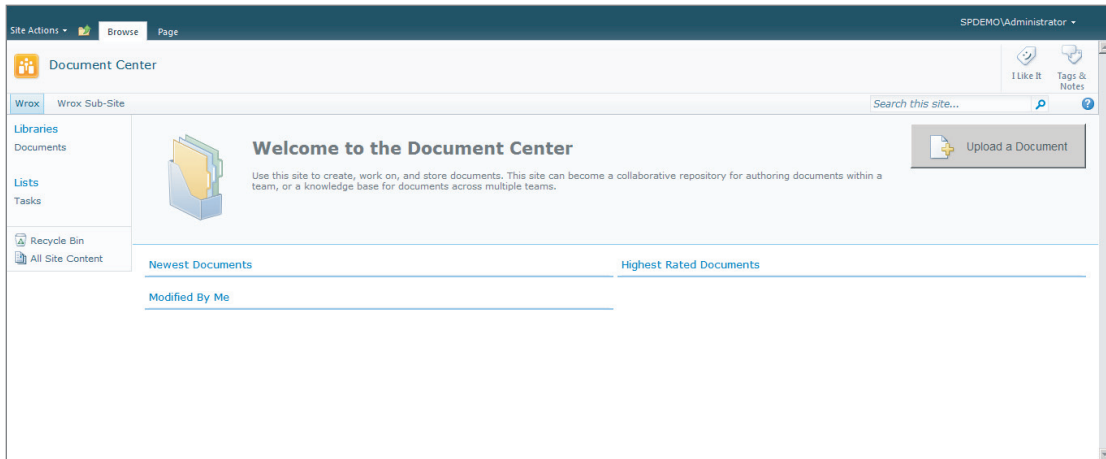 SPDEMO\Administrator
Site Actions Browse Page
Document Center
I Like It
Tags & Notes
Wrox Wrox Sub-Site
Search this site...
Libraries
Documents
Lists
Tasks
Recycle Bin
All Site Content
Welcome to the Document Center
Use this site to create, work on, and store documents. This site can become a collaborative repository for authoring documents within a
team, or a knowledge base for documents across multiple teams.
Upload a Document
Newest Documents
Highest Rated Documents
Modified By Me